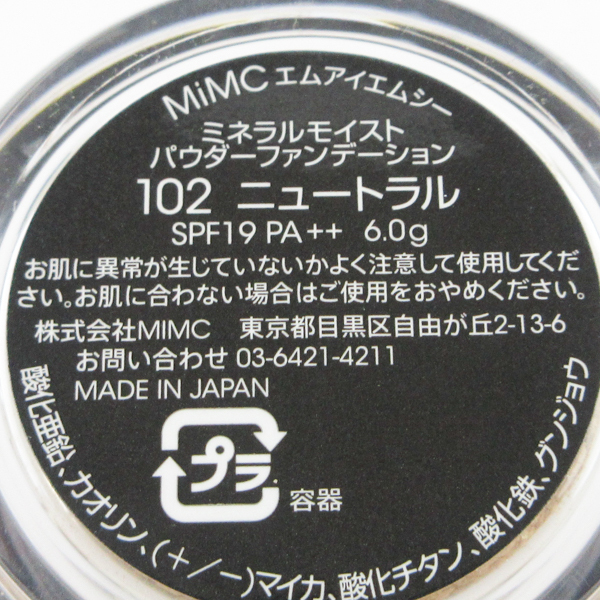 MiMC エムアイエムシー
ミネラルモイスト
パウダーファンデーション
102 ニュートラル
SPF19 PA++ 6.0g
お肌に異常が生じていないかよく注意して使用してくだ
さい。お肌に合わない場合はご使用をおやめください。
株式会社MIMC 東京都目黒区自由が丘2-13-6
お問い合わせ 03-6421-4211
MADE IN JAPAN
プラ
容器
酸化亜鉛、カオリン、(+/−)マイカ、酸化チタン、酸化鉄、グンジョウ